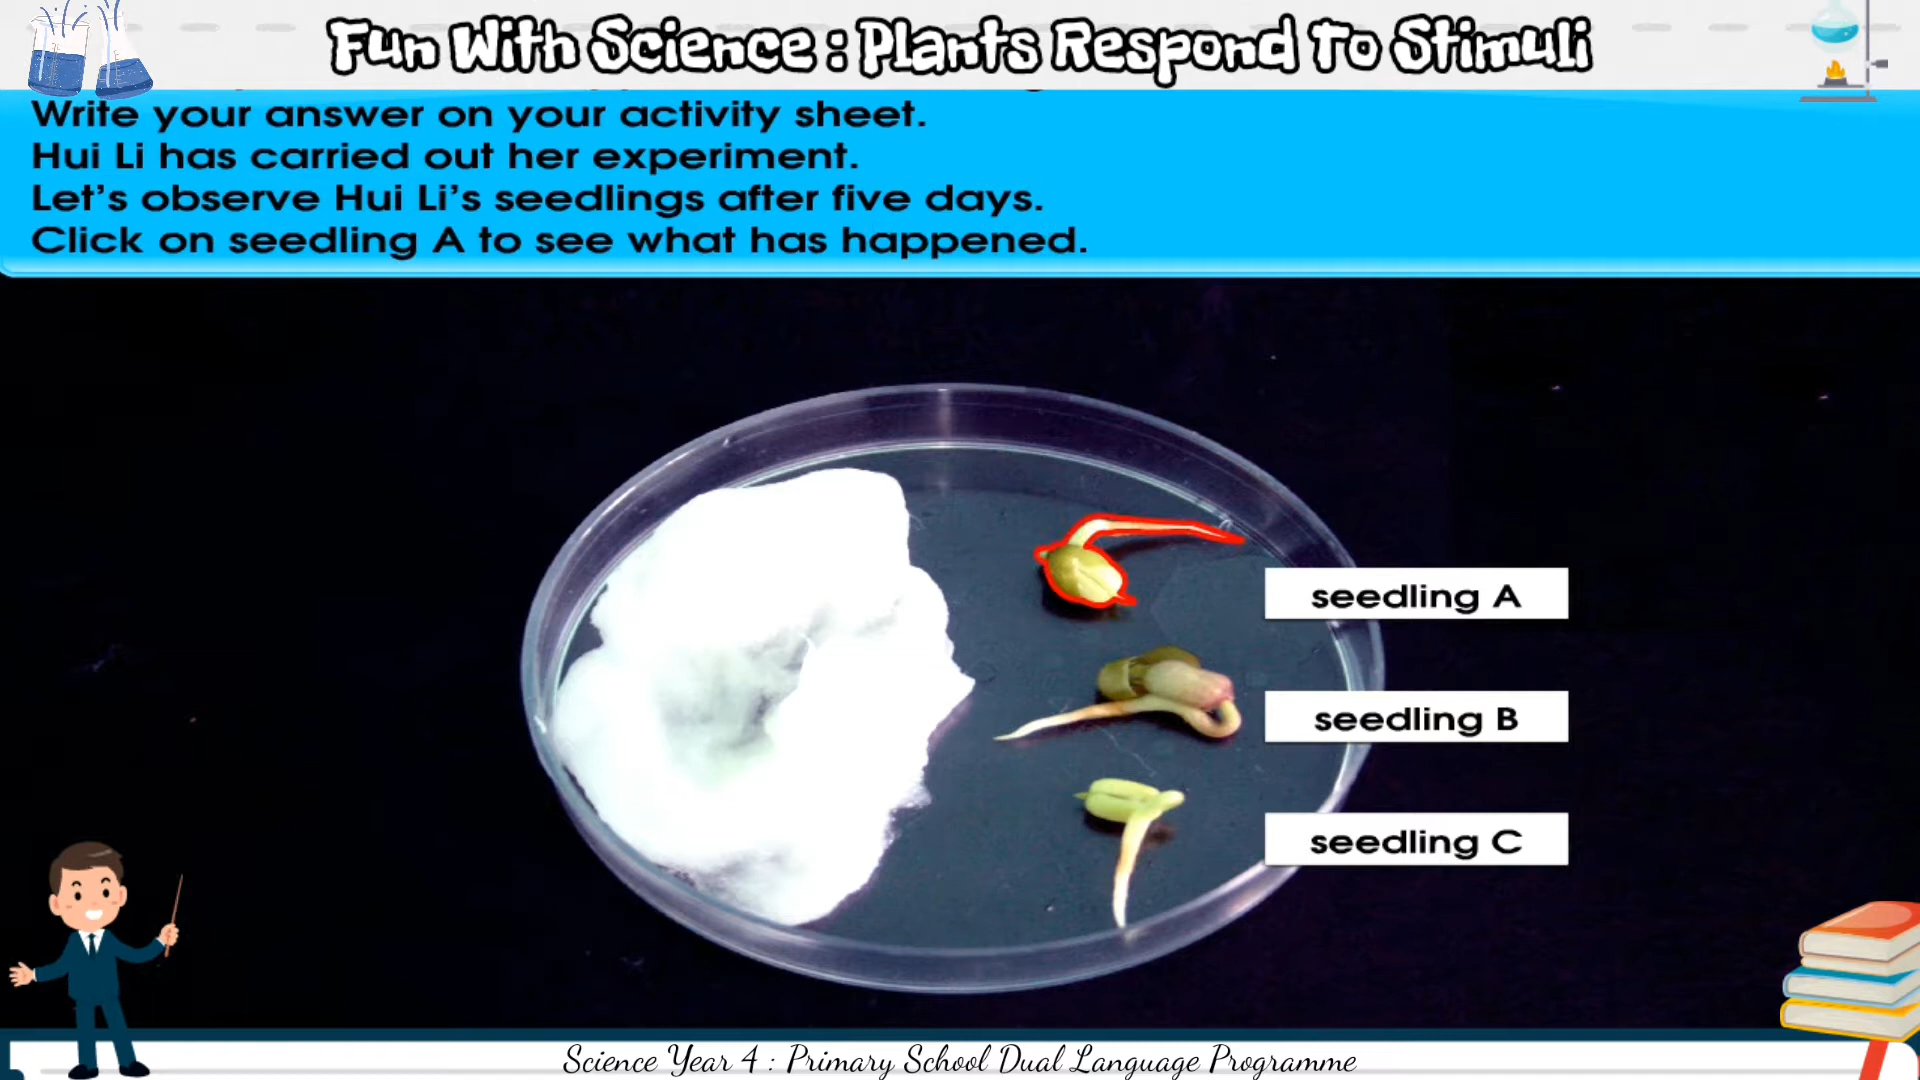 Fun With Science : Plants Respond To Stimuli
Write your answer on your activity sheet.
Hui Li has carried out her experiment.
Let's observe Hui Li's seedlings after five days.
Click on seedling A to see what has happened.
seedling A
seedling B
seedling C
Science Year 4 : Primary School Dual Language Programme